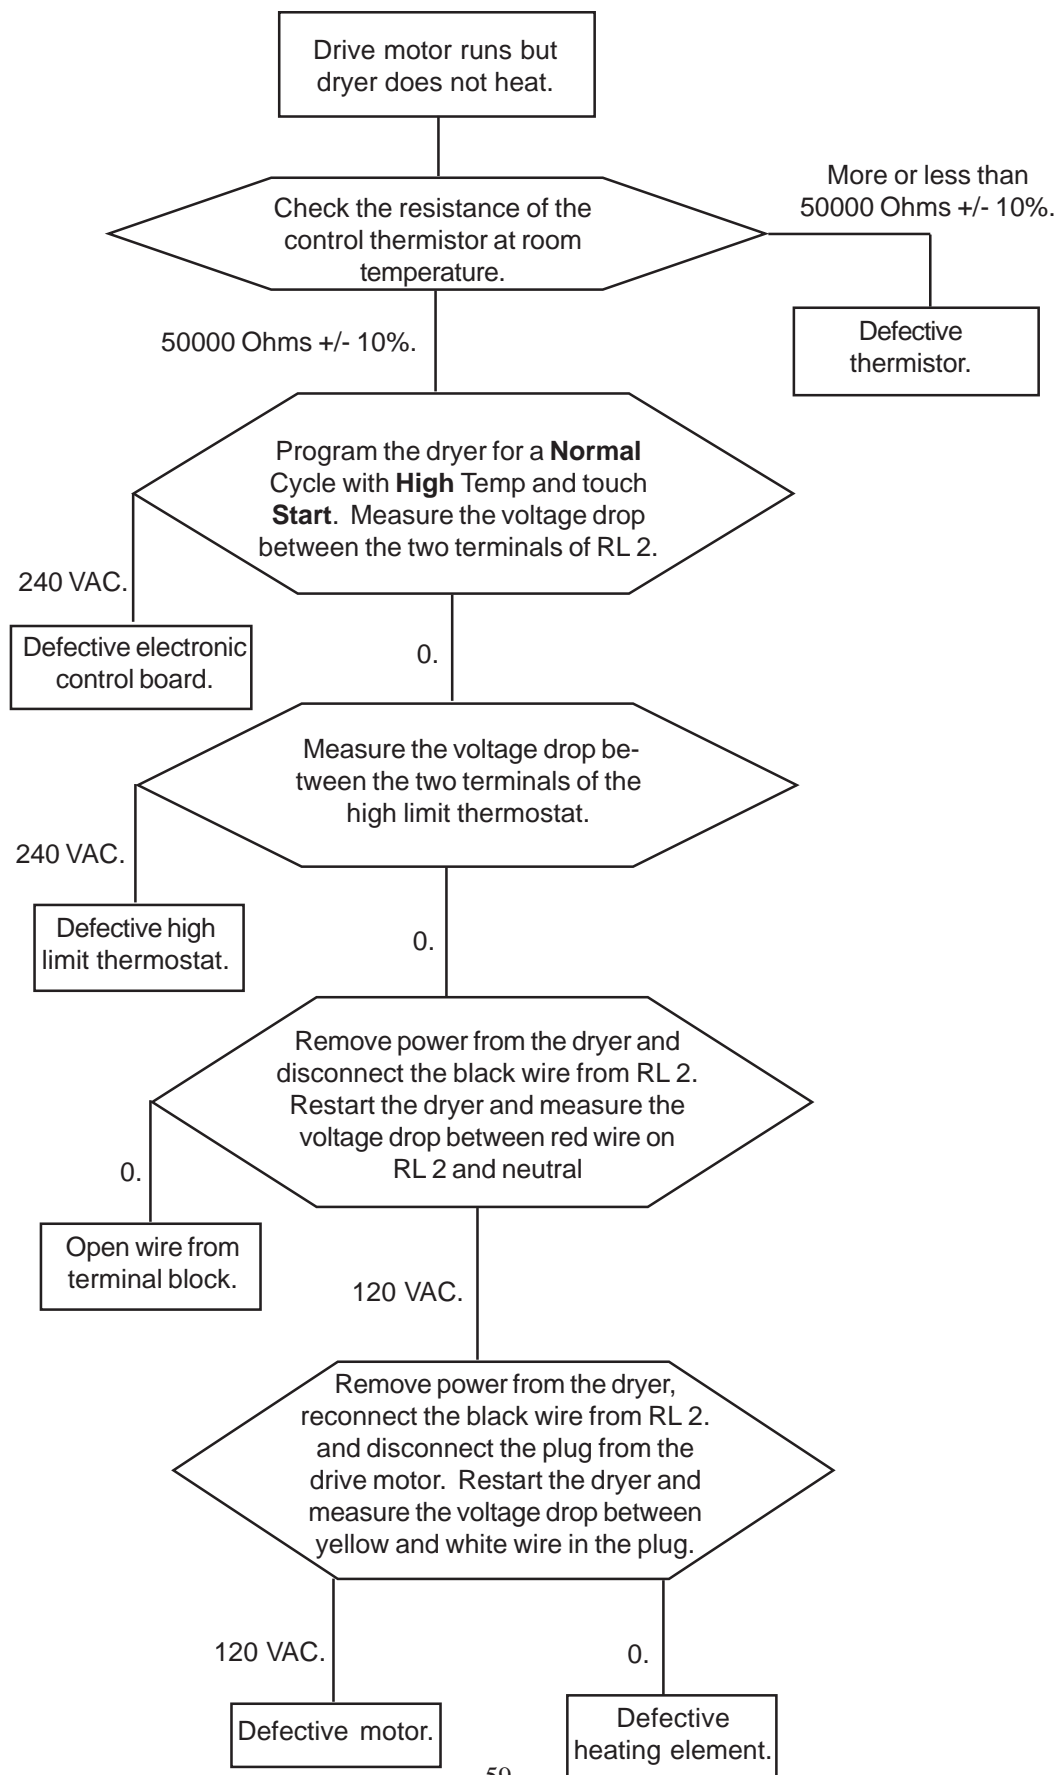 Drive motor runs but
dryer does not heat.
Check the resistance of the
control thermistor at room
temperature.
More or less than
50000 Ohms +/- 10%.
Defective
thermistor.
50000 Ohms +/- 10%.
Program the dryer for a Normal
Cycle with High Temp and touch
Start.  Measure the voltage drop
between the two terminals of RL 2.
240 VAC.
Defective electronic
control board.
0.
Measure the voltage drop be-
tween the two terminals of the
high limit thermostat.
240 VAC.
Defective high
limit thermostat.
0.
Remove power from the dryer and
disconnect the black wire from RL 2.
Restart the dryer and measure the
voltage drop between red wire on
RL 2 and neutral
0.
Open wire from
terminal block.
120 VAC.
Remove power from the dryer,
reconnect the black wire from RL 2.
and disconnect the plug from the
drive motor.  Restart the dryer and
measure the voltage drop between
yellow and white wire in the plug.
120 VAC.
Defective motor.
0.
Defective
heating element.
59